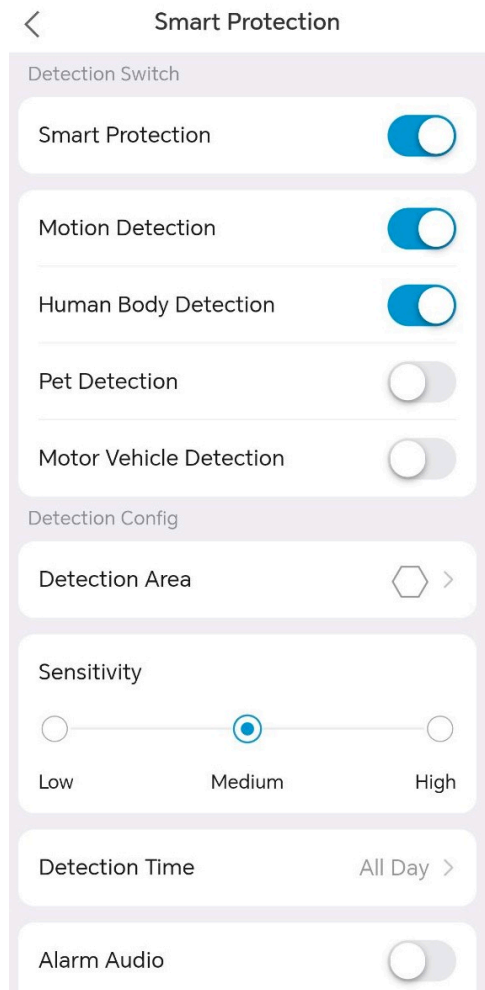 Smart Protection
Detection Switch
Smart Protection
Motion Detection
Human Body Detection
Pet Detection
Motor Vehicle Detection
Detection Config
Detection Area
Sensitivity
Low Medium High
Detection Time All Day
Alarm Audio